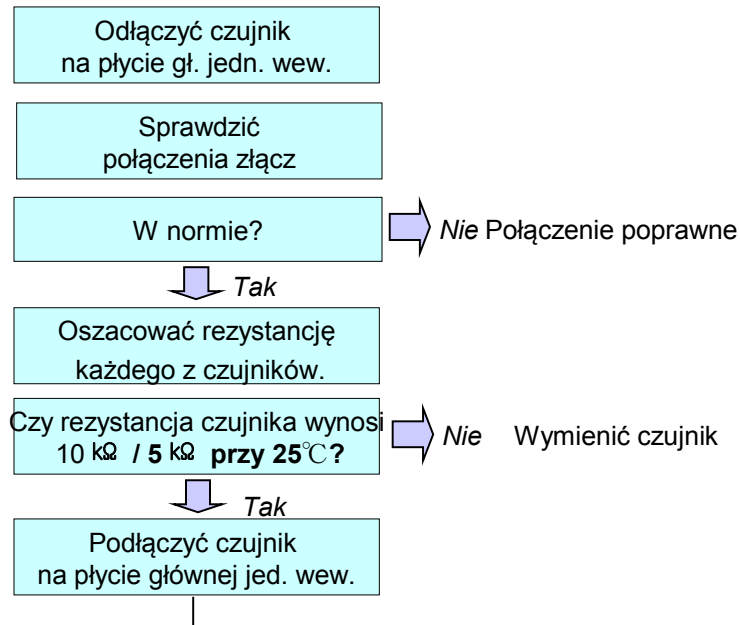 Odłączyć czujnik
na płycie gł. jedn. wew.
Sprawdzić
połączenia złącz
W normie?
Nie Połączenie poprawne
Tak
Oszacować rezystancję
każdego z czujników.
Czy rezystancja czujnika wynosi
10 kΩ / 5 kΩ przy 25℃?
Nie Wymienić czujnik
Tak
Podłączyć czujnik
na płycie głównej jed. wew.